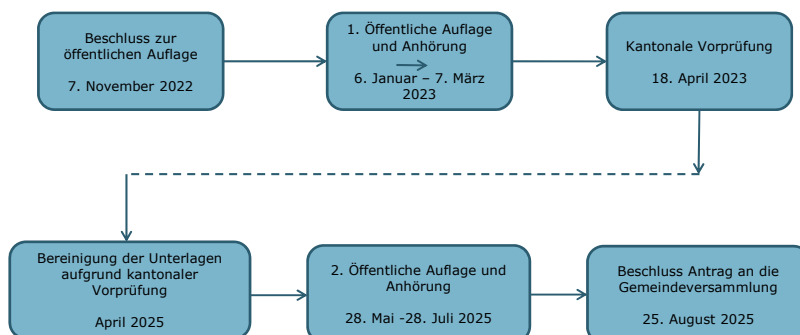 Beschluss zur
öffentlichen Auflage
7. November 2022
1. Öffentliche Auflage
und Anhörung
6. Januar – 7. März
2023
Kantonale Vorprüfung
18. April 2023
Bereinigung der Unterlagen
aufgrund kantonaler
Vorprüfung
April 2025
2. Öffentliche Auflage und
Anhörung
28. Mai -28. Juli 2025
Beschluss Antrag an die
Gemeindeversammlung
25. August 2025